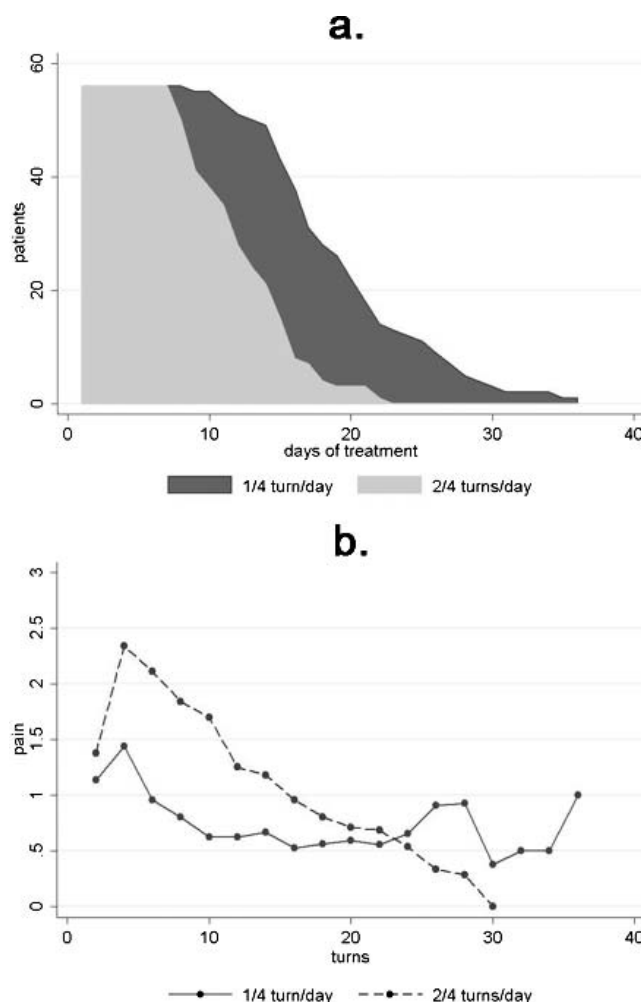 a.
60
40
20
0
patients
0 10 20 30 40
days of treatment
1/4 turn/day 2/4 turns/day
b.
3
2.5
2
1.5
1
.5
0
pain
0 10 20 30 40
turns
1/4 turn/day 2/4 turns/day